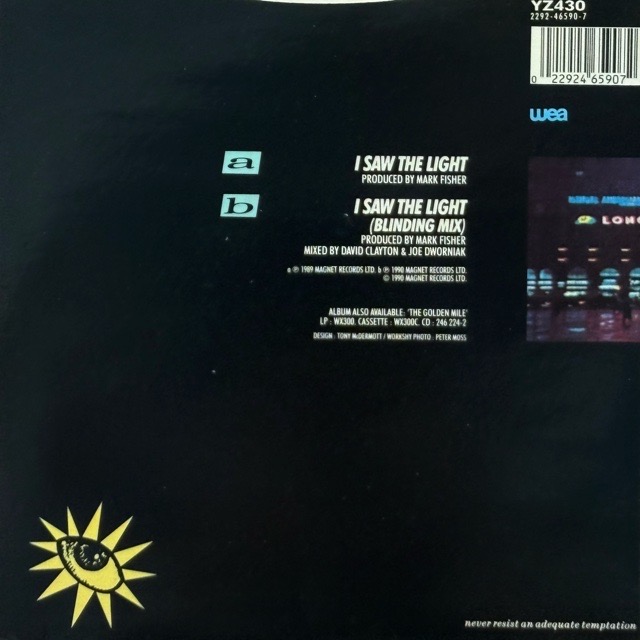 YZ430
2292-46590-7
0 22924 65907
wea
a
I SAW THE LIGHT
PRODUCED BY MARK FISHER
b
I SAW THE LIGHT
(BLINDING MIX)
PRODUCED BY MARK FISHER
MIXED BY DAVID CLAYTON & JOE DWORNIAK
a ℗ 1989 MAGNET RECORDS LTD. b ℗ 1990 MAGNET RECORDS LTD.
© 1990 MAGNET RECORDS LTD.
LONG
ALBUM ALSO AVAILABLE: 'THE GOLDEN MILE'
LP : WX300. CASSETTE : WX300C. CD : 246 224-2
DESIGN : TONY McDERMOTT / WORKSHY PHOTO : PETER MOSS
never resist an adequate temptation